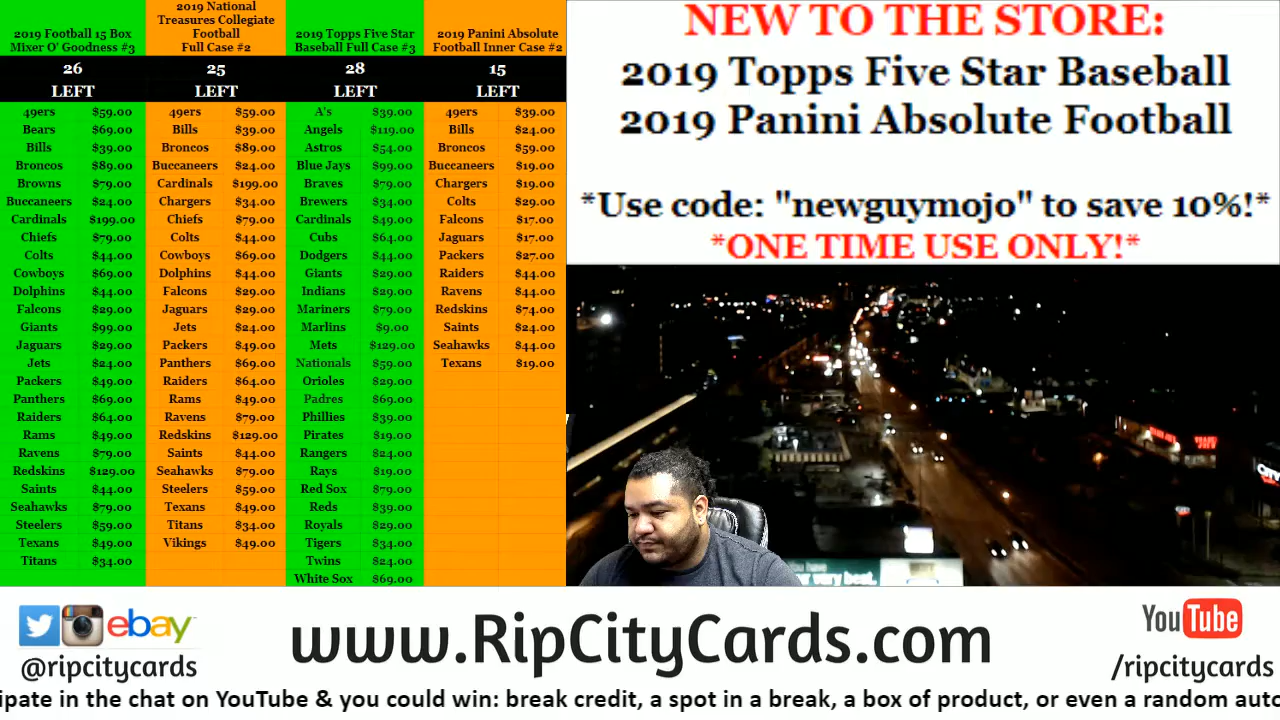 2019 Football 15 Box
Mixer O' Goodness #3
26
LEFT
49ers $59.00
Bears $69.00
Bills $39.00
Broncos $89.00
Browns $79.00
Buccaneers $24.00
Cardinals $199.00
Chiefs $79.00
Colts $44.00
Cowboys $69.00
Dolphins $44.00
Falcons $29.00
Giants $99.00
Jaguars $29.00
Jets $24.00
Packers $49.00
Panthers $69.00
Raiders $64.00
Rams $49.00
Ravens $79.00
Redskins $129.00
Saints $44.00
Seahawks $79.00
Steelers $59.00
Texans $49.00
Titans $34.00
2019 National
Treasures Collegiate
Football
Full Case #2
25
LEFT
49ers $59.00
Bills $39.00
Broncos $89.00
Buccaneers $24.00
Cardinals $199.00
Chargers $34.00
Chiefs $79.00
Colts $44.00
Cowboys $69.00
Dolphins $44.00
Falcons $29.00
Jaguars $29.00
Jets $24.00
Packers $49.00
Panthers $69.00
Raiders $64.00
Rams $49.00
Ravens $79.00
Redskins $129.00
Saints $44.00
Seahawks $79.00
Steelers $59.00
Texans $49.00
Titans $34.00
Vikings $49.00
2019 Topps Five Star
Baseball Full Case #3
28
LEFT
A's $39.00
Angels $119.00
Astros $54.00
Blue Jays $99.00
Braves $79.00
Brewers $34.00
Cardinals $49.00
Cubs $64.00
Dodgers $44.00
Giants $29.00
Indians $29.00
Mariners $79.00
Marlins $9.00
Mets $129.00
Nationals $59.00
Orioles $29.00
Padres $69.00
Phillies $39.00
Pirates $19.00
Rangers $24.00
Rays $19.00
Red Sox $79.00
Reds $39.00
Royals $29.00
Tigers $34.00
Twins $24.00
White Sox $69.00
2019 Panini Absolute
Football Inner Case #2
15
LEFT
49ers $39.00
Bills $24.00
Broncos $59.00
Buccaneers $19.00
Chargers $19.00
Colts $29.00
Falcons $17.00
Jaguars $17.00
Packers $27.00
Raiders $44.00
Ravens $44.00
Redskins $74.00
Saints $24.00
Seahawks $44.00
Texans $19.00
NEW TO THE STORE:
2019 Topps Five Star Baseball
2019 Panini Absolute Football
*Use code: "newguymojo" to save 10%!*
*ONE TIME USE ONLY!*
very best.
ebay
@ripcitycards
www.RipCityCards.com
YouTube
/ripcitycards
ipate in the chat on YouTube & you could win: break credit, a spot in a break, a box of product, or even a random auto